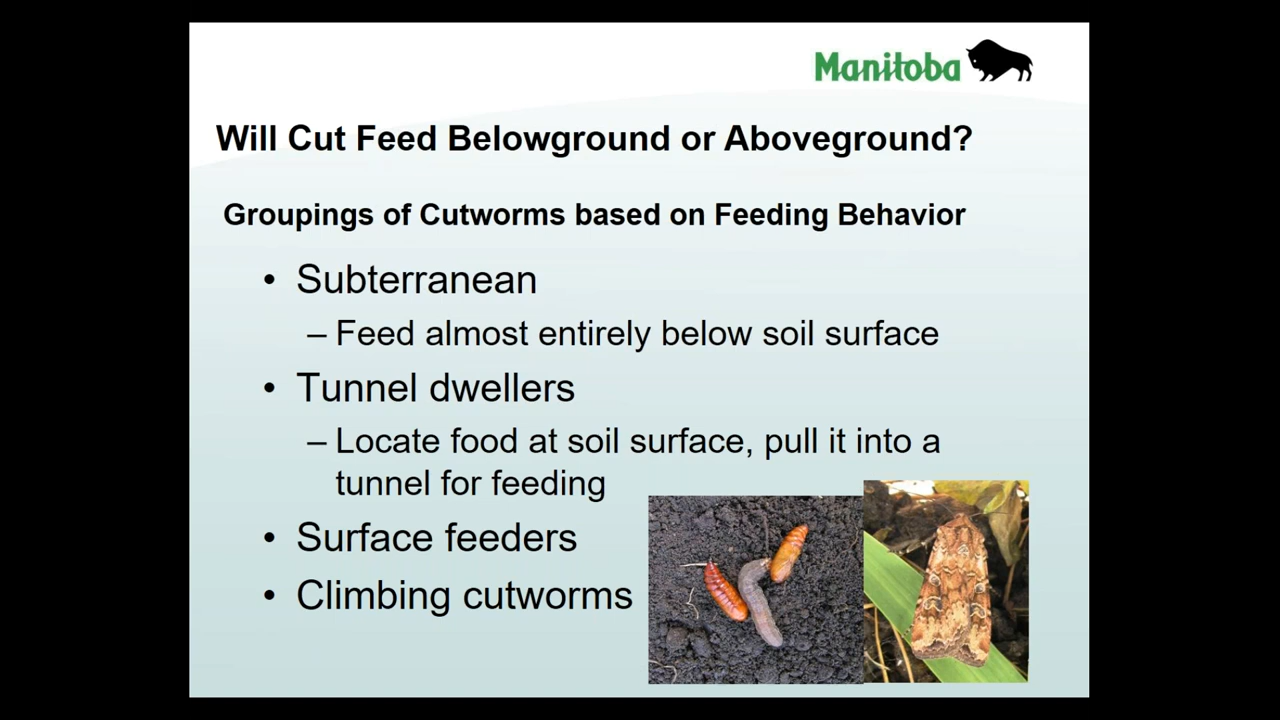 Manitoba
Will Cut Feed Belowground or Aboveground?
Groupings of Cutworms based on Feeding Behavior
• Subterranean
– Feed almost entirely below soil surface
• Tunnel dwellers
– Locate food at soil surface, pull it into a
tunnel for feeding
• Surface feeders
• Climbing cutworms